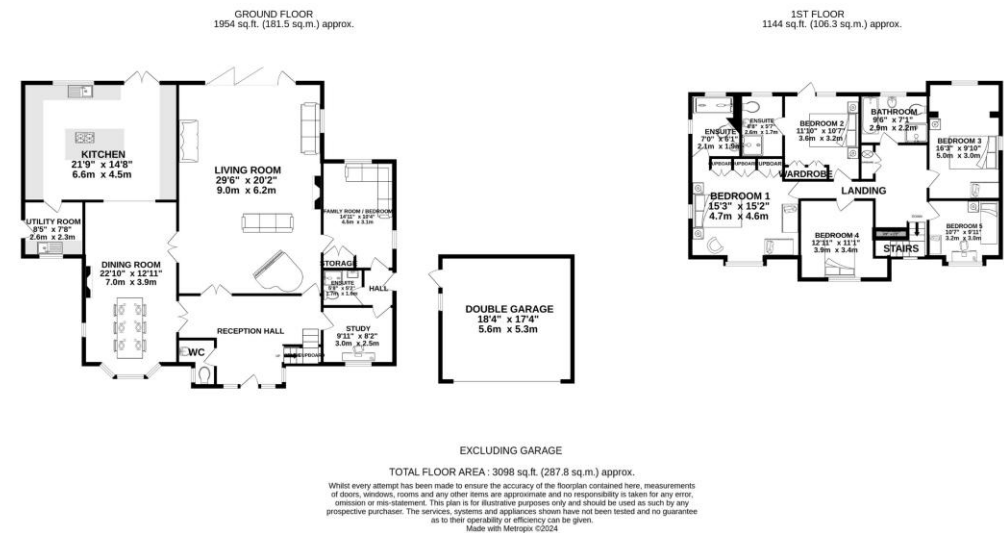 GROUND FLOOR
1954 sq.ft. (181.5 sq.m.) approx.
1ST FLOOR
1144 sq.ft. (106.3 sq.m.) approx.
KITCHEN
21'9" x 14'8"
6.6m x 4.5m
UTILITY ROOM
8'5" x 7'8"
2.6m x 2.3m
DINING ROOM
22'10" x 12'11"
7.0m x 3.9m
LIVING ROOM
29'6" x 20'2"
9.0m x 6.2m
FAMILY ROOM / BEDROOM
14'11" x 10'4"
4.5m x 3.1m
STORAGE
ENSUITE
HALL
RECEPTION HALL
WC
STUDY
9'11" x 8'2"
3.0m x 2.5m
DOUBLE GARAGE
18'4" x 17'4"
5.6m x 5.3m
ENSUITE
7'0" x 6'1"
2.1m x 1.9m
ENSUITE
2.6m x 1.7m
BEDROOM 2
11'10" x 10'7"
3.6m x 3.2m
BATHROOM
9'6" x 7'1"
2.9m x 2.2m
BEDROOM 3
16'3" x 9'10"
5.0m x 3.0m
WARDROBE
LANDING
BEDROOM 1
15'3" x 15'2"
4.7m x 4.6m
BEDROOM 4
12'11" x 11'1"
3.9m x 3.4m
STAIRS
BEDROOM 5
10'7" x 9'11"
3.2m x 3.0m
EXCLUDING GARAGE
TOTAL FLOOR AREA : 3098 sq.ft. (287.8 sq.m.) approx.
Whilst every attempt has been made to ensure the accuracy of the floorplan contained here, measurements
of doors, windows, rooms and any other items are approximate and no responsibility is taken for any error,
omission or mis-statement. This plan is for illustrative purposes only and should be used as such by any
prospective purchaser. The services, systems and appliances shown have not been tested and no guarantee
as to their operability or efficiency can be given.
Made with Metropix ©2024